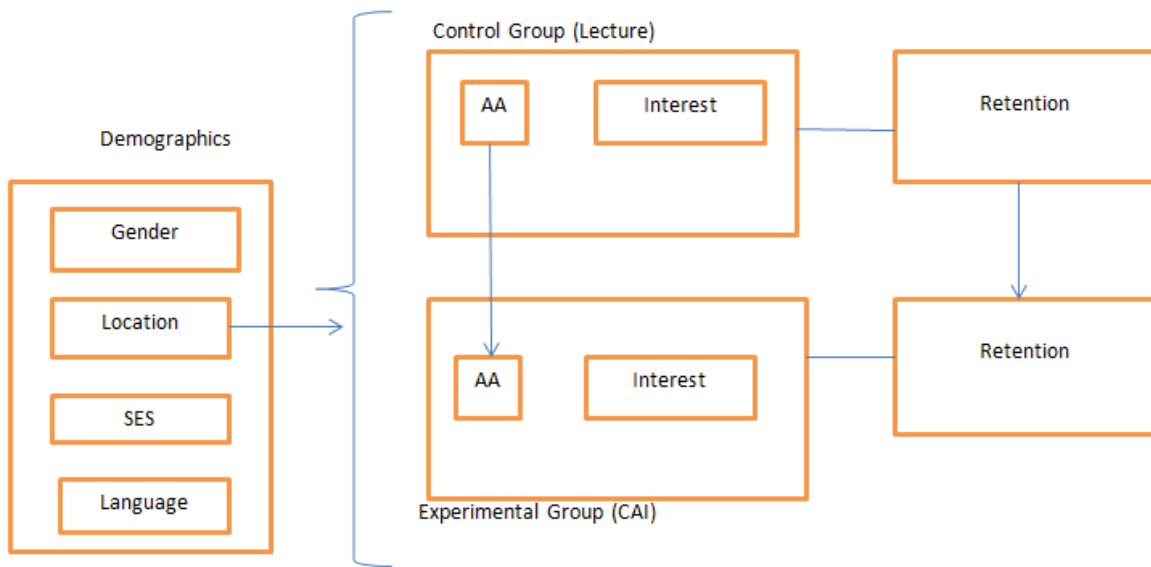 Demographics
Gender
Location
SES
Language
Control Group (Lecture)
AA
Interest
Retention
AA
Interest
Retention
Experimental Group (CAI)